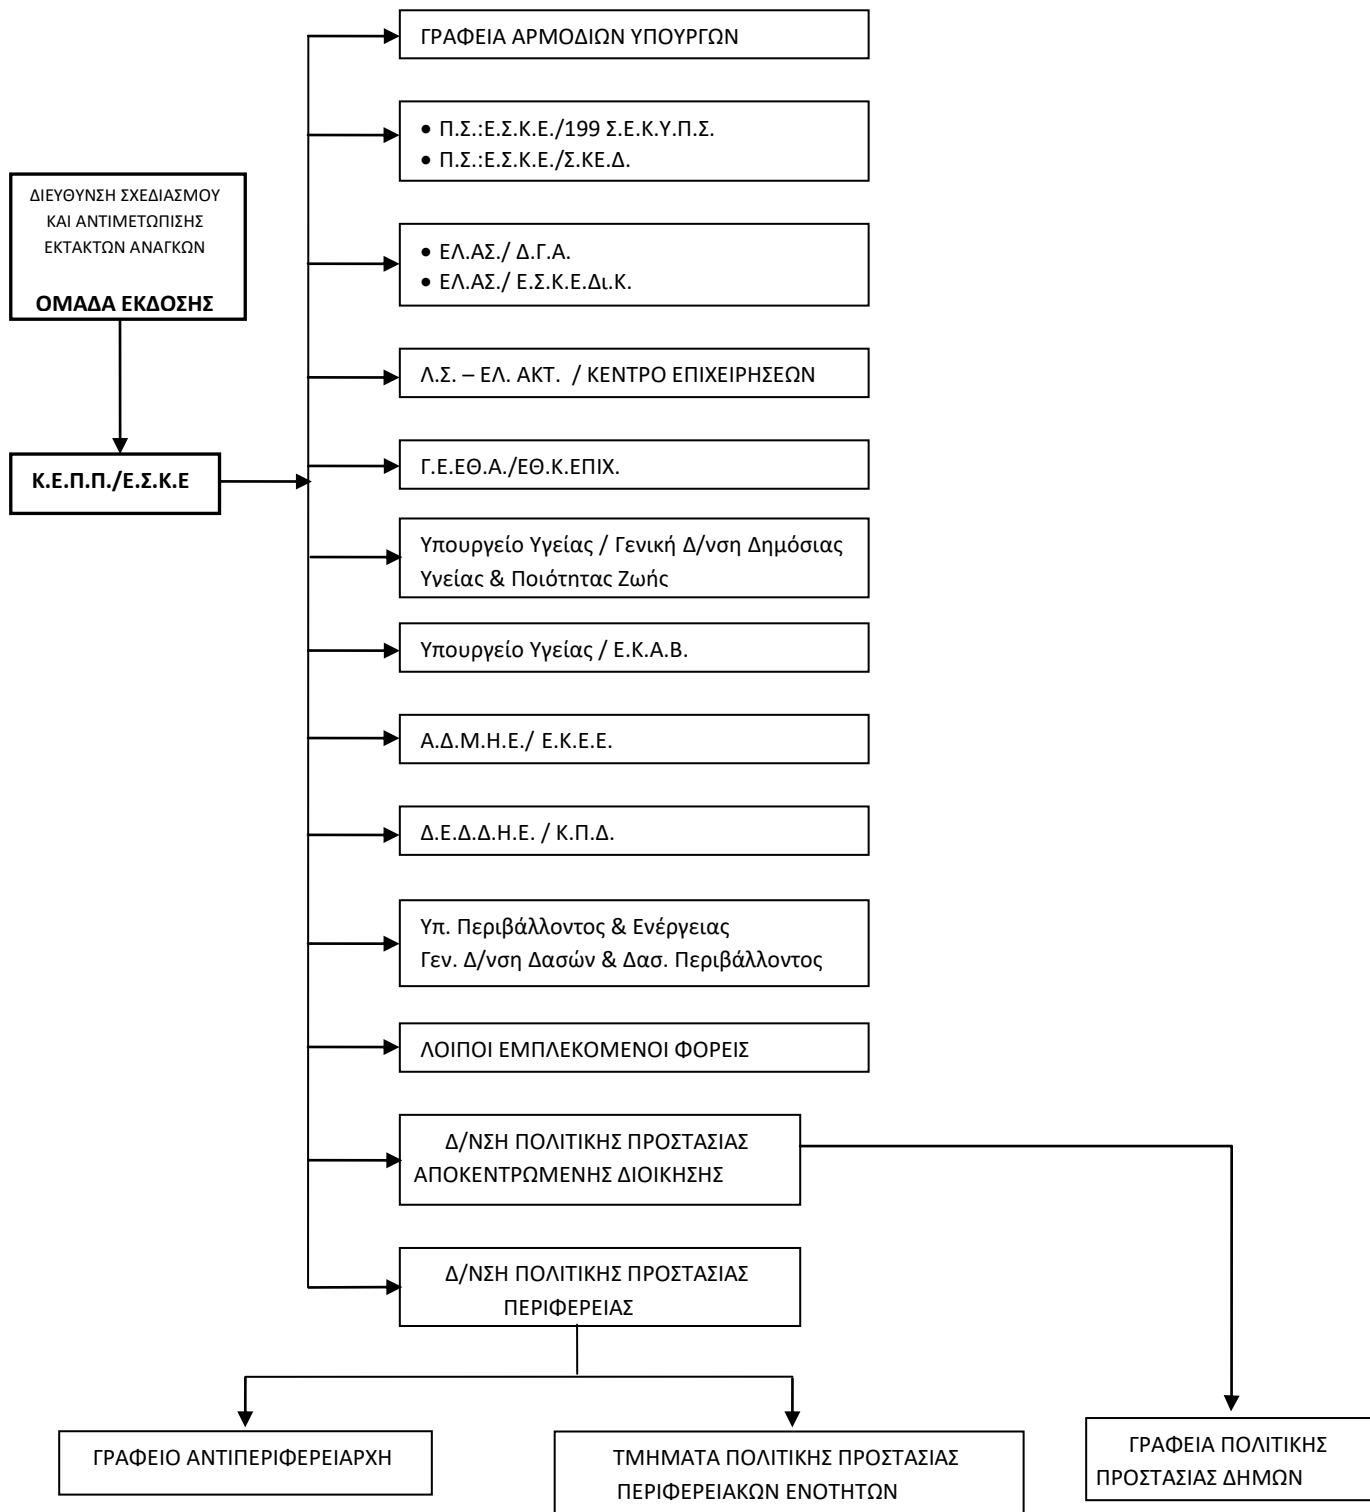 ΓΡΑΦΕΙΑ ΑΡΜΟΔΙΩΝ ΥΠΟΥΡΓΩΝ
• Π.Σ.:Ε.Σ.Κ.Ε./199 Σ.Ε.Κ.Υ.Π.Σ.
• Π.Σ.:Ε.Σ.Κ.Ε./Σ.ΚΕ.Δ.
ΔΙΕΥΘΥΝΣΗ ΣΧΕΔΙΑΣΜΟΥ
ΚΑΙ ΑΝΤΙΜΕΤΩΠΙΣΗΣ
ΕΚΤΑΚΤΩΝ ΑΝΑΓΚΩΝ
ΟΜΑΔΑ ΕΚΔΟΣΗΣ
• ΕΛ.ΑΣ./ Δ.Γ.Α.
• ΕΛ.ΑΣ./ Ε.Σ.Κ.Ε.Δι.Κ.
Λ.Σ. – ΕΛ. ΑΚΤ. / ΚΕΝΤΡΟ ΕΠΙΧΕΙΡΗΣΕΩΝ
Κ.Ε.Π.Π./Ε.Σ.Κ.Ε
Γ.Ε.ΕΘ.Α./ΕΘ.Κ.ΕΠΙΧ.
Υπουργείο Υγείας / Γενική Δ/νση Δημόσιας
Υγείας & Ποιότητας Ζωής
Υπουργείο Υγείας / Ε.Κ.Α.Β.
Α.Δ.Μ.Η.Ε./ Ε.Κ.Ε.Ε.
Δ.Ε.Δ.Δ.Η.Ε. / Κ.Π.Δ.
Υπ. Περιβάλλοντος & Ενέργειας
Γεν. Δ/νση Δασών & Δασ. Περιβάλλοντος
ΛΟΙΠΟΙ ΕΜΠΛΕΚΟΜΕΝΟΙ ΦΟΡΕΙΣ
Δ/ΝΣΗ ΠΟΛΙΤΙΚΗΣ ΠΡΟΣΤΑΣΙΑΣ
ΑΠΟΚΕΝΤΡΩΜΕΝΗΣ ΔΙΟΙΚΗΣΗΣ
Δ/ΝΣΗ ΠΟΛΙΤΙΚΗΣ ΠΡΟΣΤΑΣΙΑΣ
ΠΕΡΙΦΕΡΕΙΑΣ
ΓΡΑΦΕΙΟ ΑΝΤΙΠΕΡΙΦΕΡΕΙΑΡΧΗ
ΤΜΗΜΑΤΑ ΠΟΛΙΤΙΚΗΣ ΠΡΟΣΤΑΣΙΑΣ
ΠΕΡΙΦΕΡΕΙΑΚΩΝ ΕΝΟΤΗΤΩΝ
ΓΡΑΦΕΙΑ ΠΟΛΙΤΙΚΗΣ
ΠΡΟΣΤΑΣΙΑΣ ΔΗΜΩΝ